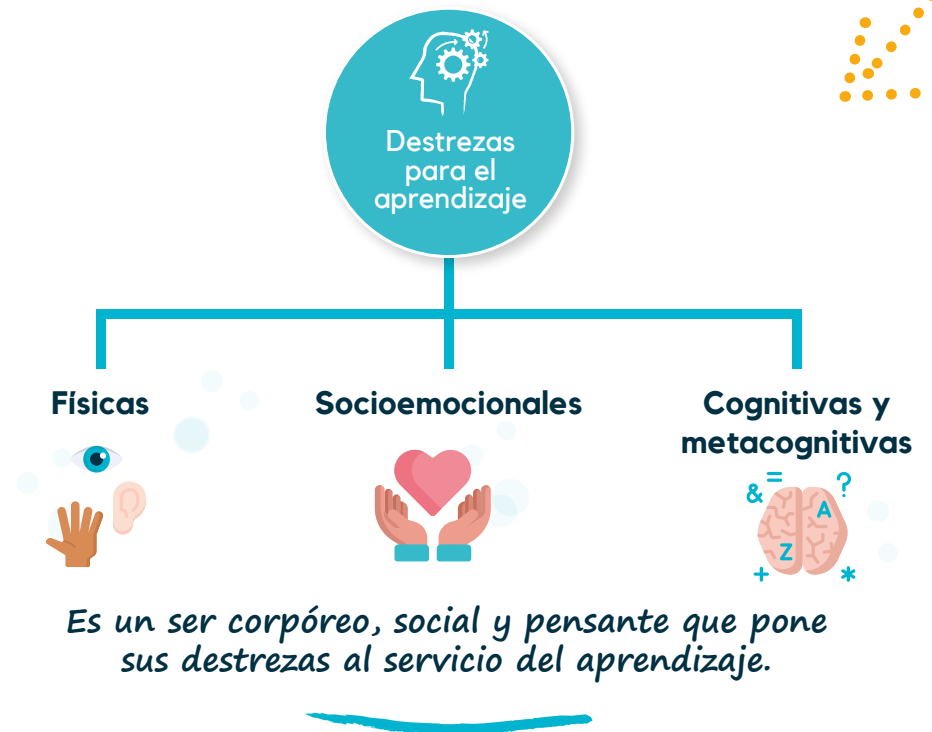 Destrezas
para el
aprendizaje
Físicas
Socioemocionales
Cognitivas y
metacognitivas
& = ?
A
Z
+ *
Es un ser corpóreo, social y pensante que pone
sus destrezas al servicio del aprendizaje.